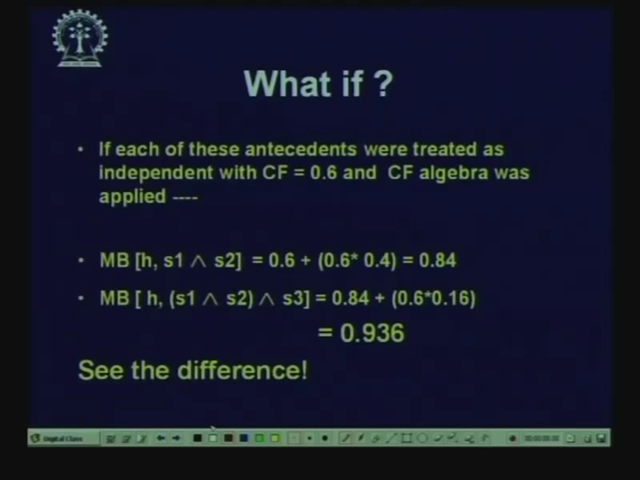 What if ?
• If each of these antecedents were treated as
independent with CF = 0.6 and CF algebra was
applied ----
• MB [h, s1 ∧ s2] = 0.6 + (0.6* 0.4) = 0.84
• MB [ h, (s1 ∧ s2) ∧ s3] = 0.84 + (0.6*0.16)
= 0.936
See the difference!
Digital Class